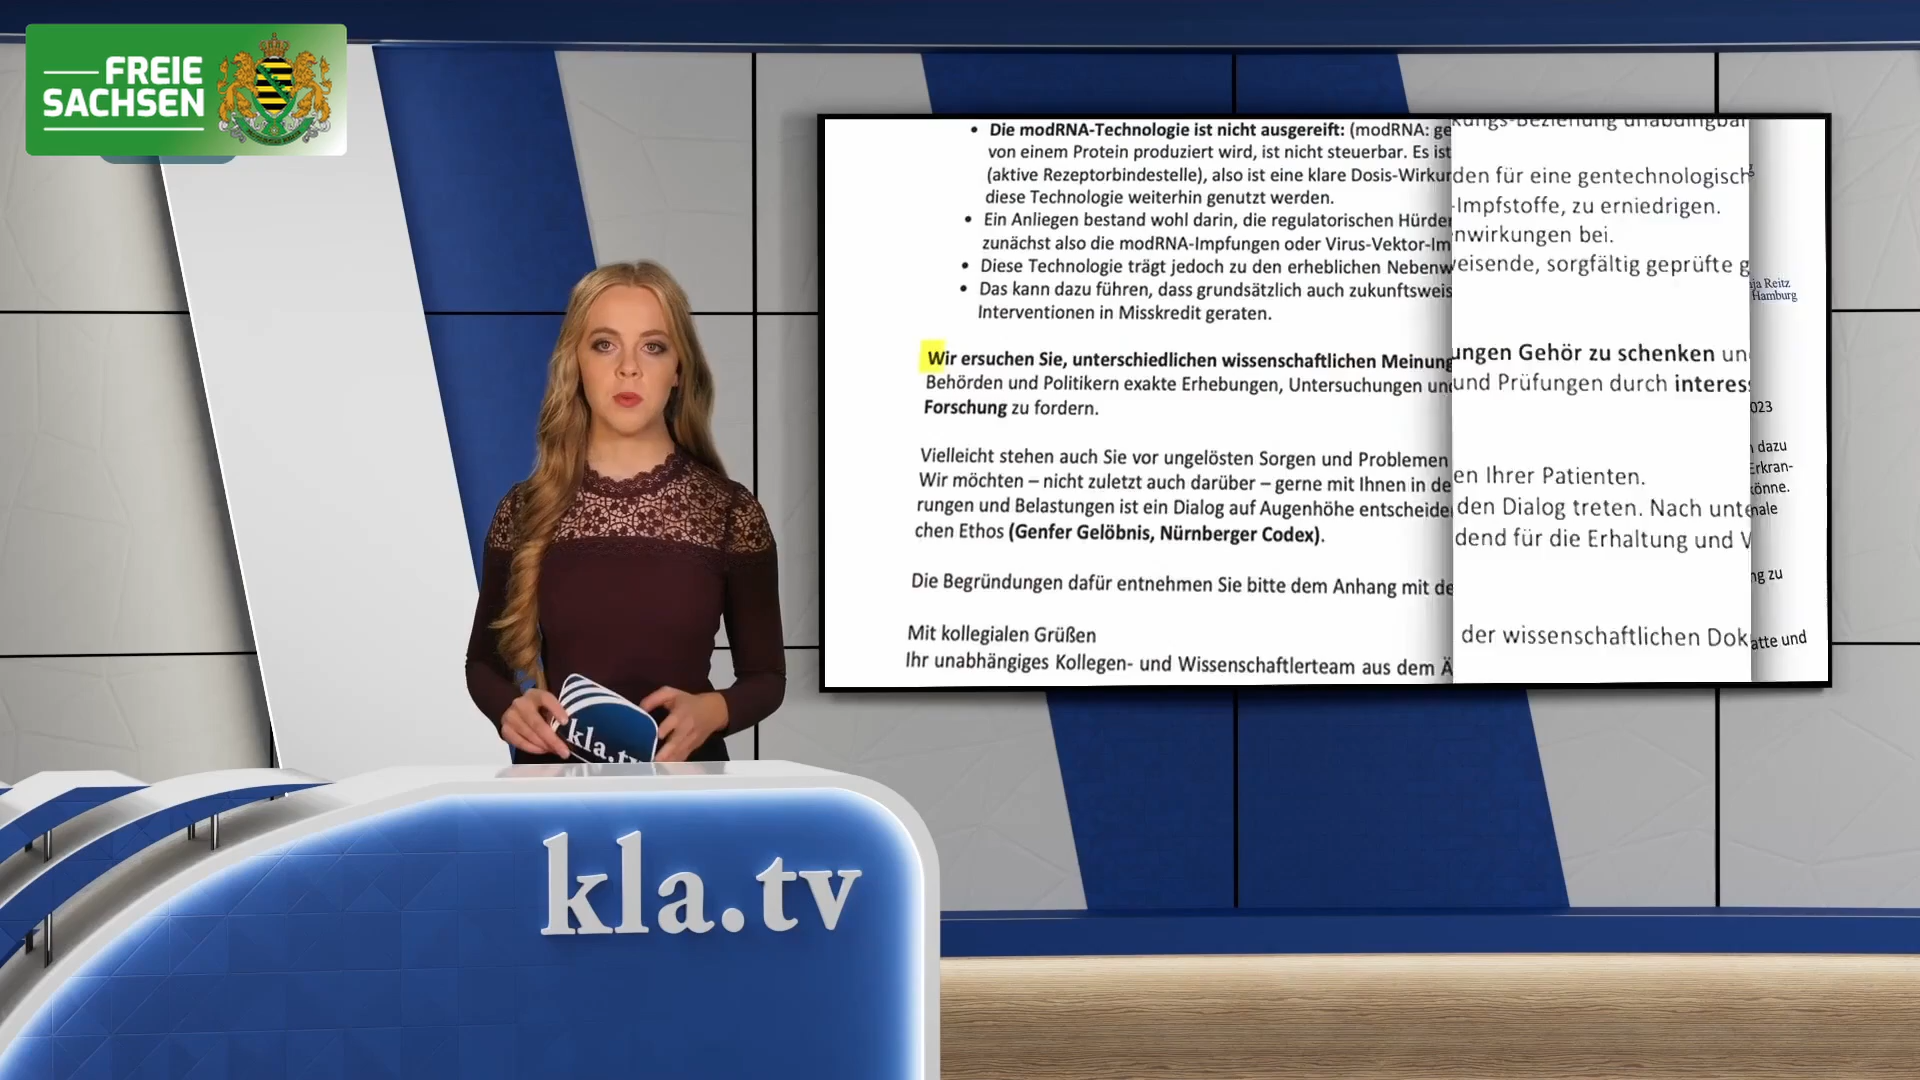 FREIE
SACHSEN
Die modRNA-Technologie ist nicht ausgereift: (modRNA: ge
von einem Protein produziert wird, ist nicht steuerbar. Es ist
(aktive Rezeptorbindestelle), also ist eine klare Dosis-Wirku
diese Technologie weiterhin genutzt werden.
Ein Anliegen bestand wohl darin, die regulatorischen Hürde
zunächst also die modRNA-Impfungen oder Virus-Vektor-Im
Diese Technologie trägt jedoch zu den erheblichen Nebenw
Das kann dazu führen, dass grundsätzlich auch zukunftsweis
Interventionen in Misskredit geraten.
Wir ersuchen Sie, unterschiedlichen wissenschaftlichen Meinung
Behörden und Politikern exakte Erhebungen, Untersuchungen un
Forschung zu fordern.
Vielleicht stehen auch Sie vor ungelösten Sorgen und Problemen
Wir möchten – nicht zuletzt auch darüber – gerne mit Ihnen in de
rungen und Belastungen ist ein Dialog auf Augenhöhe entscheide
chen Ethos (Genfer Gelöbnis, Nürnberger Codex).
Die Begründungen dafür entnehmen Sie bitte dem Anhang mit de
Mit kollegialen Grüßen
Ihr unabhängiges Kollegen- und Wissenschaftlerteam aus dem Ä
kungs-Beziehung unabdingbar
den für eine gentechnologisch
-Impfstoffe, zu erniedrigen.
nwirkungen bei.
eisende, sorgfältig geprüfte g
ungen Gehör zu schenken un
und Prüfungen durch interes
en Ihrer Patienten.
den Dialog treten. Nach unte
dend für die Erhaltung und V
der wissenschaftlichen Dok
ja Reitz
Hamburg
023
dazu
Erkran-
könne.
nale
ng zu
atte und
kla.tv
kla.tv